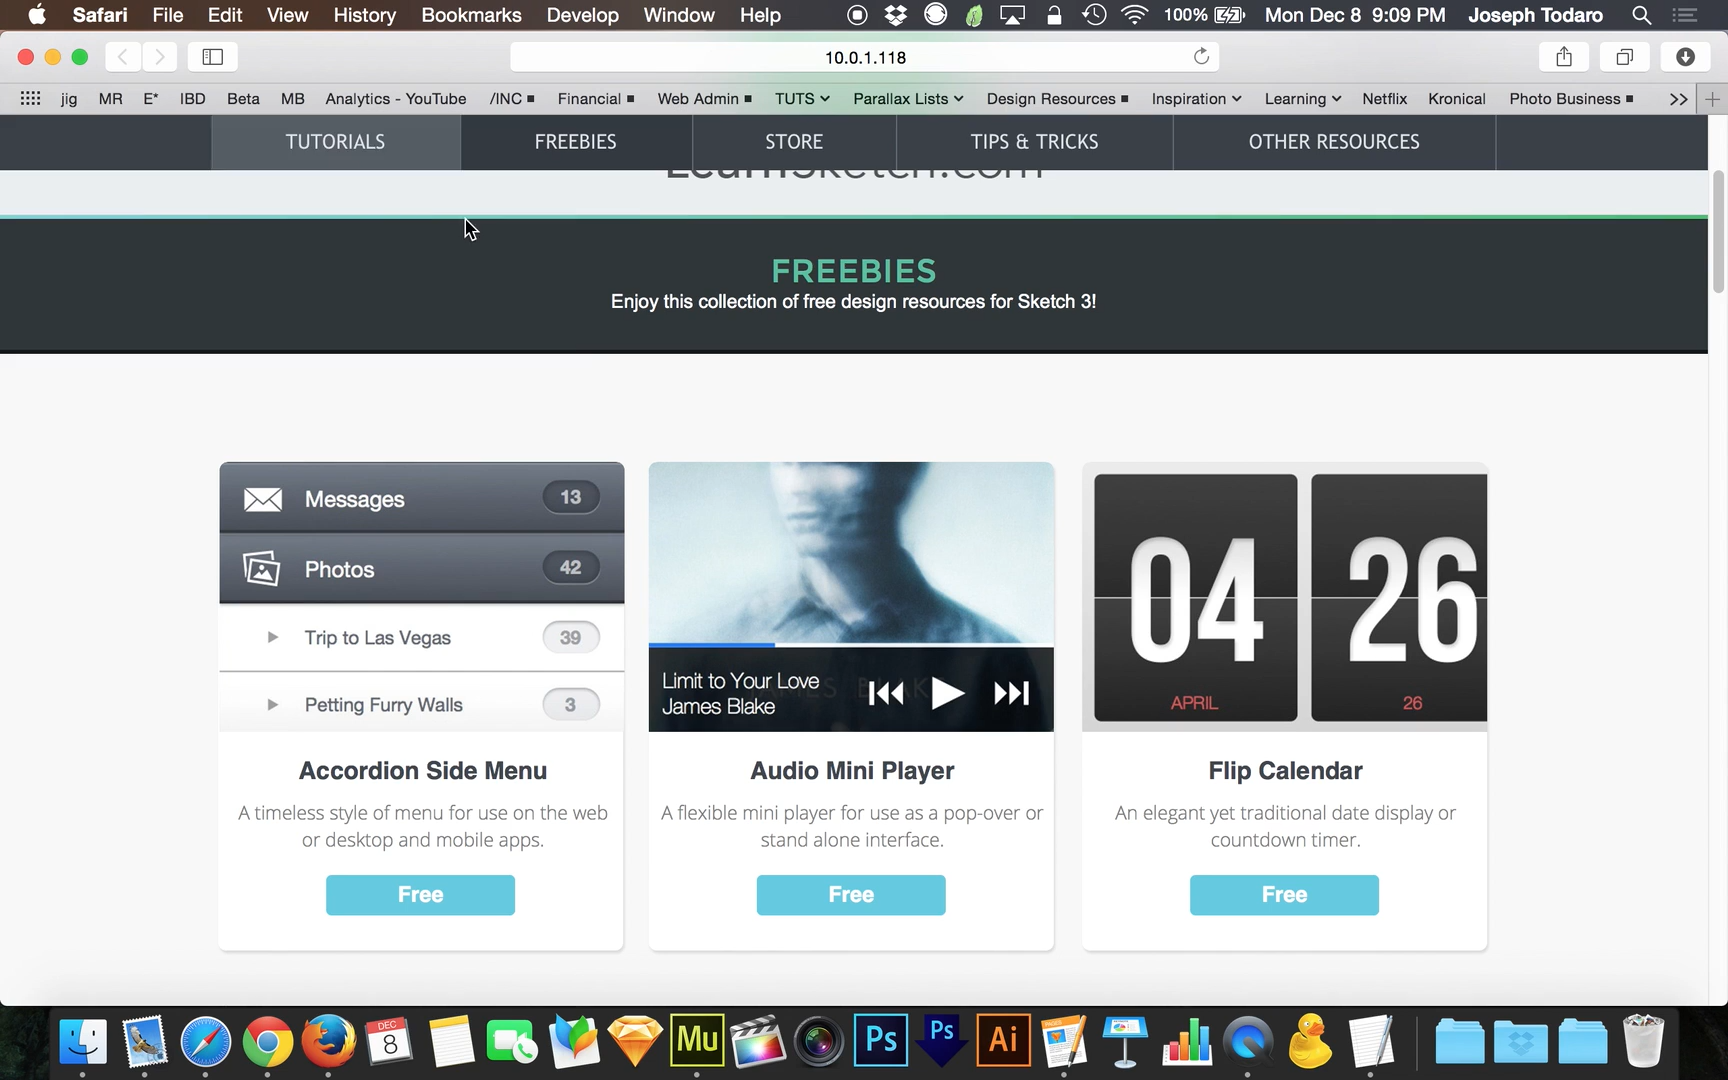 Safari File Edit View History Bookmarks Develop Window Help 100% Mon Dec 8 9:09 PM Joseph Todaro
10.0.1.118
jig MR E* IBD Beta MB Analytics - YouTube /INC Financial Web Admin TUTS Parallax Lists Design Resources Inspiration Learning Netflix Kronical Photo Business >> +
TUTORIALS FREEBIES STORE TIPS & TRICKS OTHER RESOURCES
LearnSketch.com
FREEBIES
Enjoy this collection of free design resources for Sketch 3!
Messages 13
Photos 42
Trip to Las Vegas 39
Petting Furry Walls 3
Accordion Side Menu
A timeless style of menu for use on the web
or desktop and mobile apps.
Free
Limit to Your Love
James Blake
Audio Mini Player
A flexible mini player for use as a pop-over or
stand alone interface.
Free
04 26
APRIL 26
Flip Calendar
An elegant yet traditional date display or
countdown timer.
Free
DEC
8
Mu Ps Ps Ai